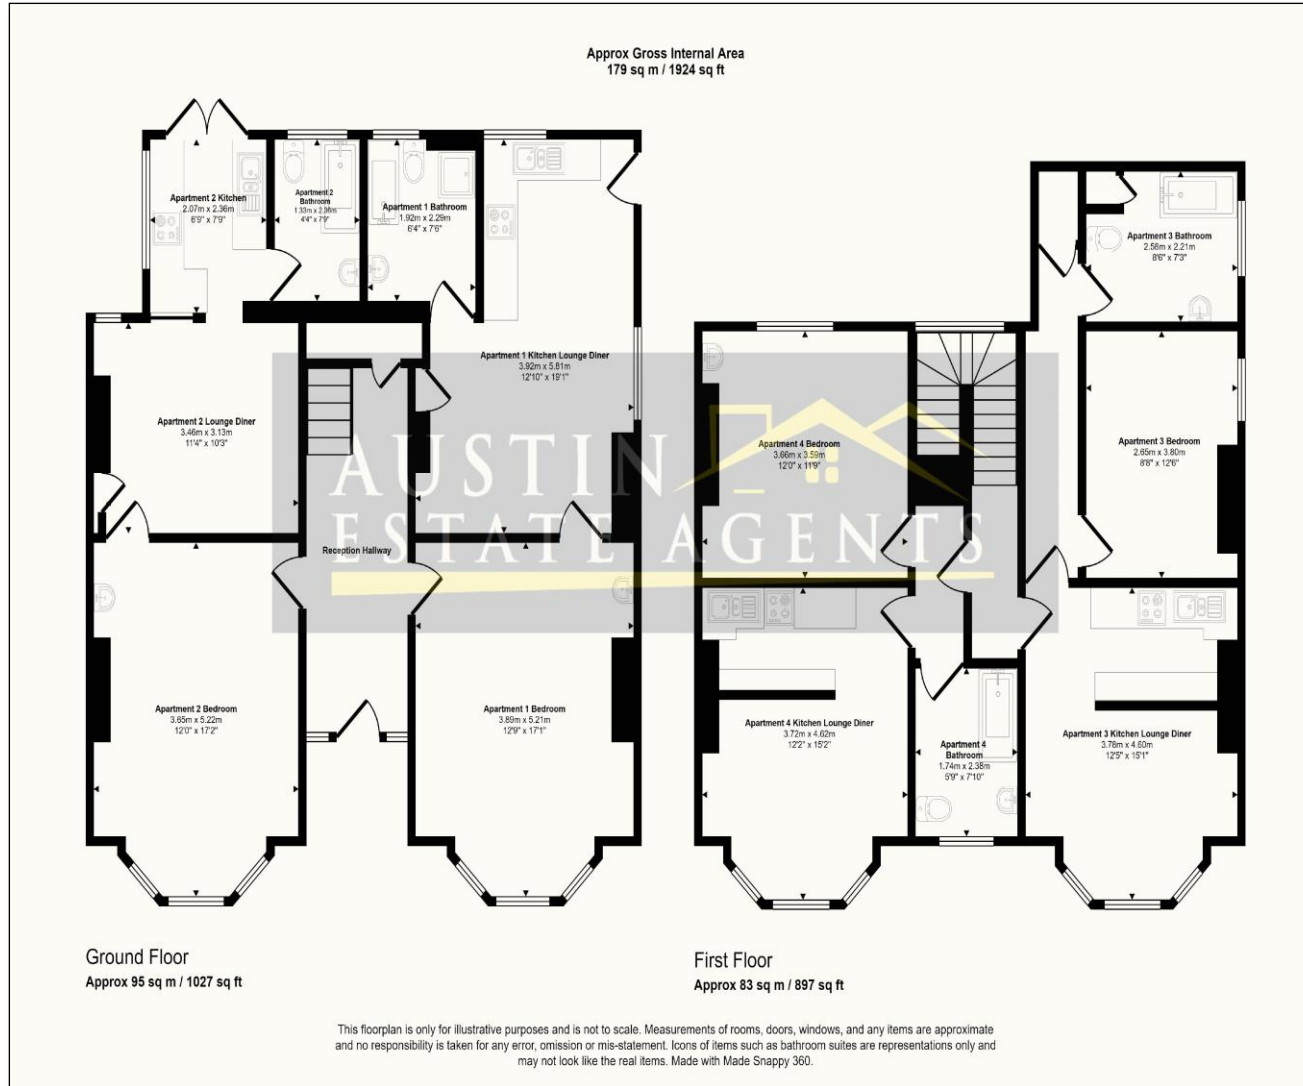 Approx Gross Internal Area
179 sq m / 1924 sq ft
Apartment 2 Kitchen
2.07m x 2.36m
6'9" x 7'9"
Apartment 2
Bathroom
1.33m x 2.36m
4'4" x 7'9"
Apartment 1 Bathroom
1.92m x 2.29m
6'4" x 7'6"
Apartment 1 Kitchen Lounge Diner
3.92m x 5.81m
12'10" x 19'1"
Apartment 2 Lounge Diner
3.46m x 3.13m
11'4" x 10'3"
Reception Hallway
Apartment 2 Bedroom
3.65m x 5.22m
12'0" x 17'2"
Apartment 1 Bedroom
3.89m x 5.21m
12'9" x 17'1"
Apartment 3 Bathroom
2.58m x 2.21m
8'6" x 7'3"
Apartment 4 Bedroom
3.66m x 3.59m
12'0" x 11'9"
Apartment 3 Bedroom
2.65m x 3.80m
8'8" x 12'6"
Apartment 4 Kitchen Lounge Diner
3.72m x 4.62m
12'2" x 15'2"
Apartment 4
Bathroom
1.74m x 2.38m
5'9" x 7'10"
Apartment 3 Kitchen Lounge Diner
3.78m x 4.60m
12'5" x 15'1"
AUSTIN
ESTATE AGENTS
Ground Floor
Approx 95 sq m / 1027 sq ft
First Floor
Approx 83 sq m / 897 sq ft
This floorplan is only for illustrative purposes and is not to scale. Measurements of rooms, doors, windows, and any items are approximate
and no responsibility is taken for any error, omission or mis-statement. Icons of items such as bathroom suites are representations only and
may not look like the real items. Made with Made Snappy 360.